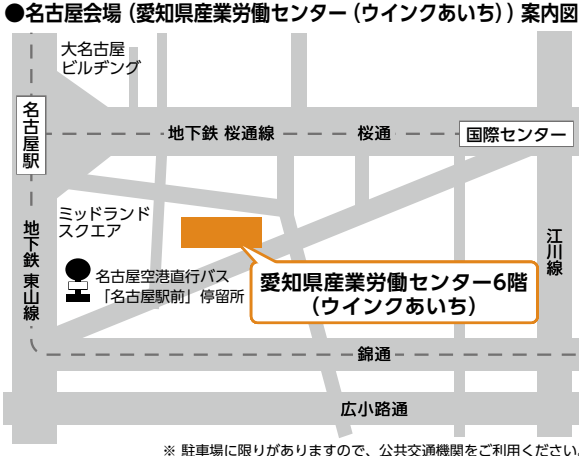 ●名古屋会場（愛知県産業労働センター（ウインクあいち））案内図
大名古屋
ビルヂング
名古屋駅
地下鉄 桜通線
桜通
国際センター
ミッドランド
スクエア
地下鉄 東山線
江川線
名古屋空港直行バス
「名古屋駅前」停留所
愛知県産業労働センター6階
（ウインクあいち）
錦通
広小路通
※ 駐車場に限りがありますので、公共交通機関をご利用ください。